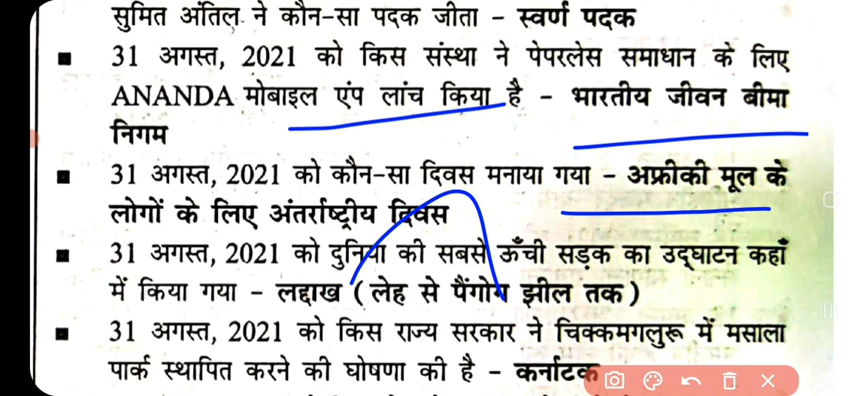 सुमित अंतिल ने कौन-सा पदक जीता - स्वर्ण पदक
■ 31 अगस्त, 2021 को किस संस्था ने पेपरलेस समाधान के लिए
ANANDA मोबाइल एंप लांच किया है - भारतीय जीवन बीमा
निगम
■ 31 अगस्त, 2021 को कौन-सा दिवस मनाया गया - अफ्रीकी मूल के
लोगों के लिए अंतर्राष्ट्रीय दिवस
■ 31 अगस्त, 2021 को दुनिया की सबसे ऊँची सड़क का उद्घाटन कहाँ
में किया गया - लद्दाख (लेह से पैंगोग झील तक)
■ 31 अगस्त, 2021 को किस राज्य सरकार ने चिक्कमगलुरू में मसाला
पार्क स्थापित करने की घोषणा की है - कर्नाटक